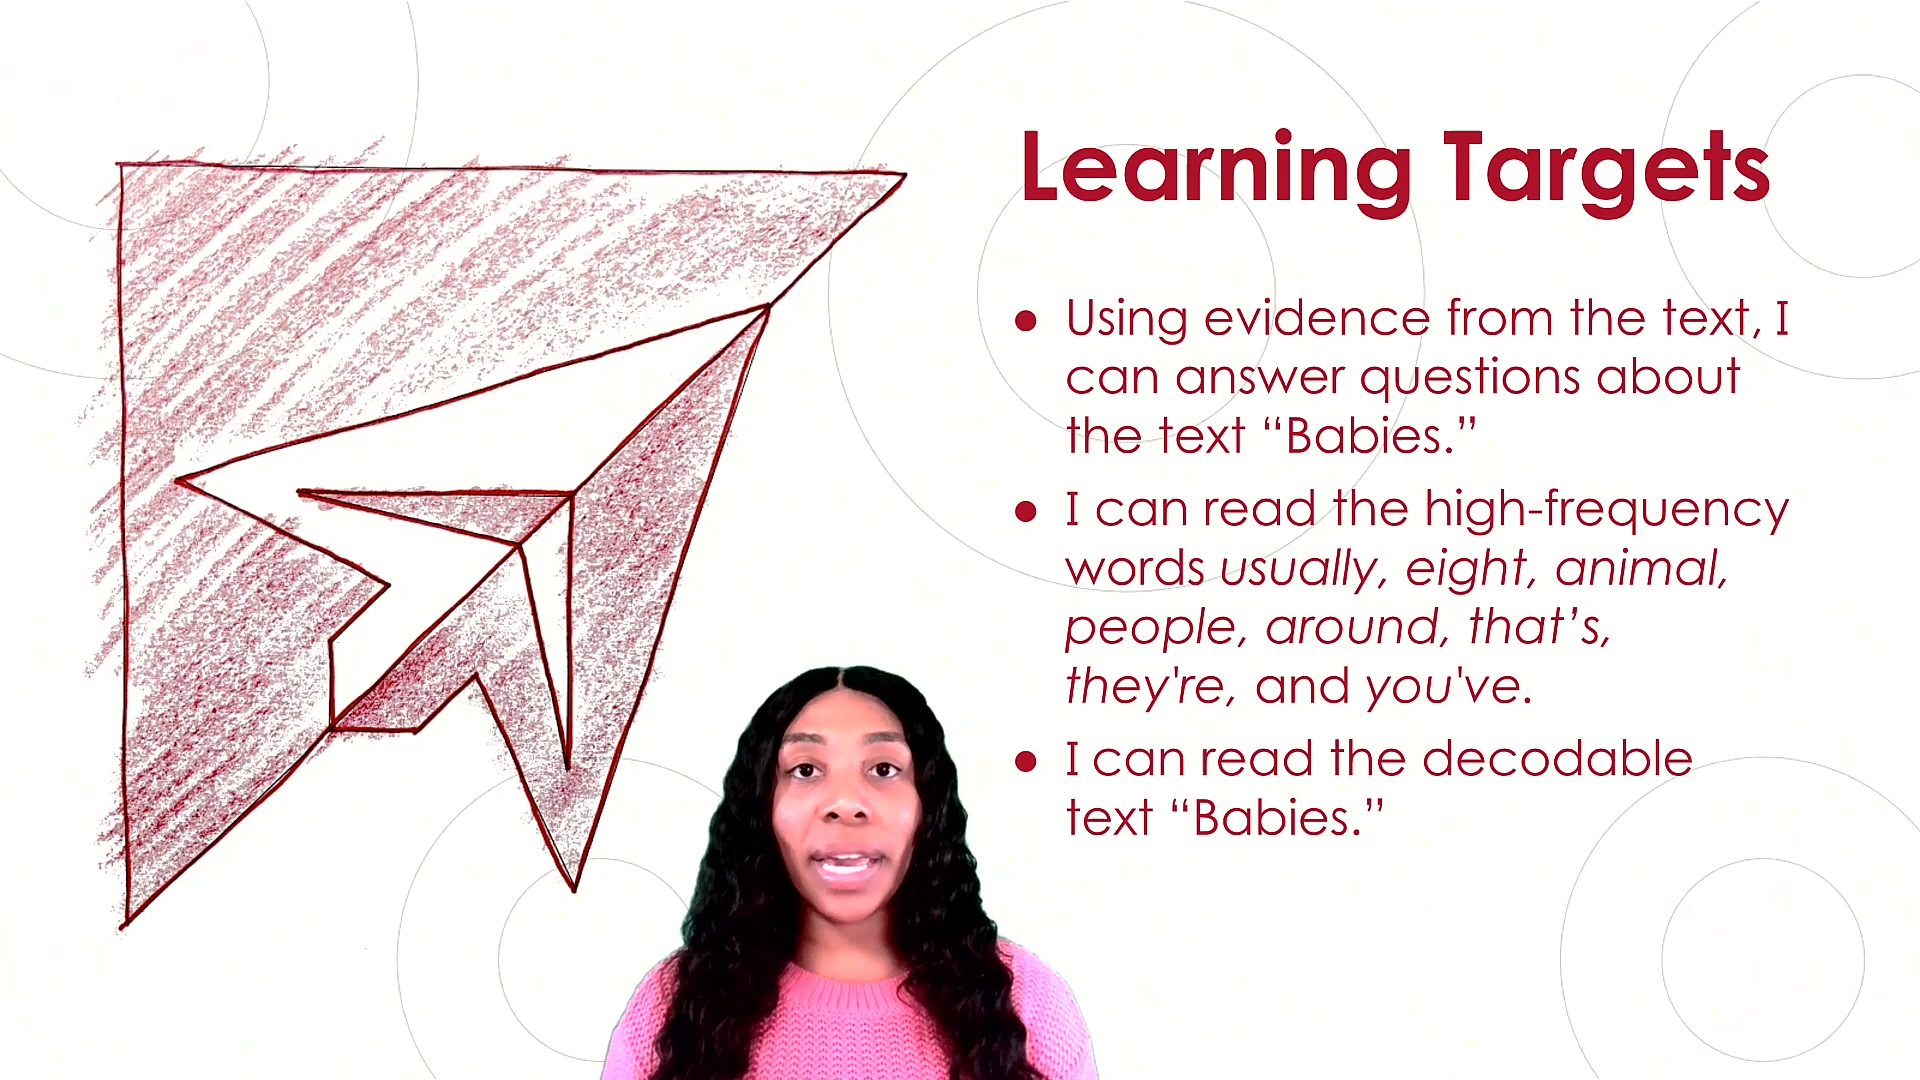 Learning Targets
● Using evidence from the text, I
can answer questions about
the text “Babies.”
● I can read the high-frequency
words usually, eight, animal,
people, around, that’s,
they're, and you've.
● I can read the decodable
text “Babies.”